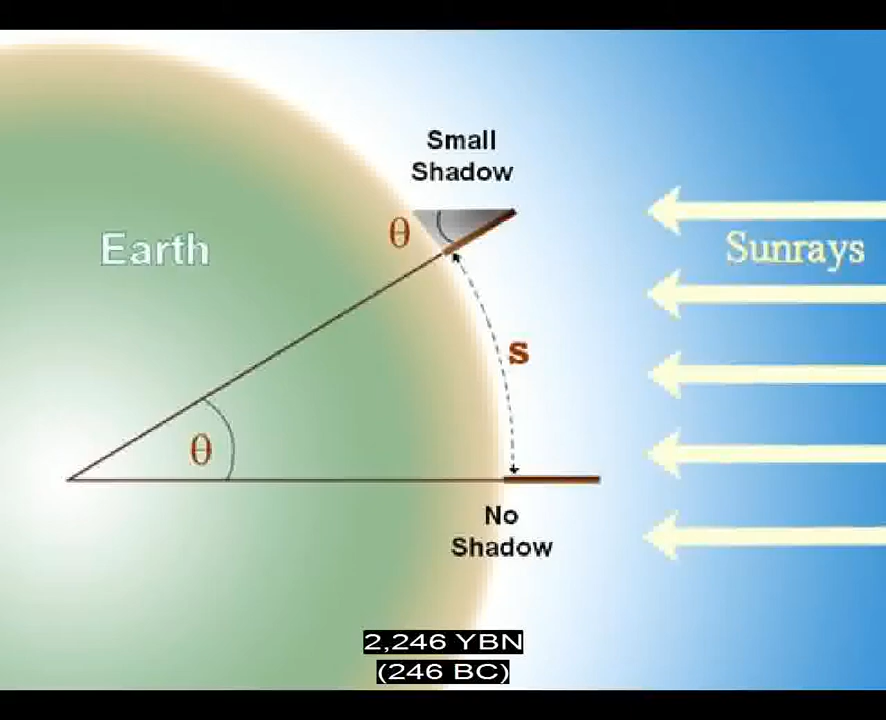 Small
Shadow
θ
Earth
Sunrays
s
θ
No
Shadow
2,246 YBN
(246 BC)